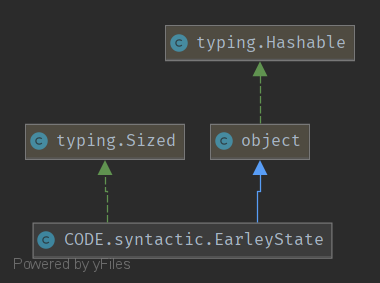 C typing.Hashable
C typing.Sized
C object
C CODE.syntactic.EarleyState
Powered by yFiles